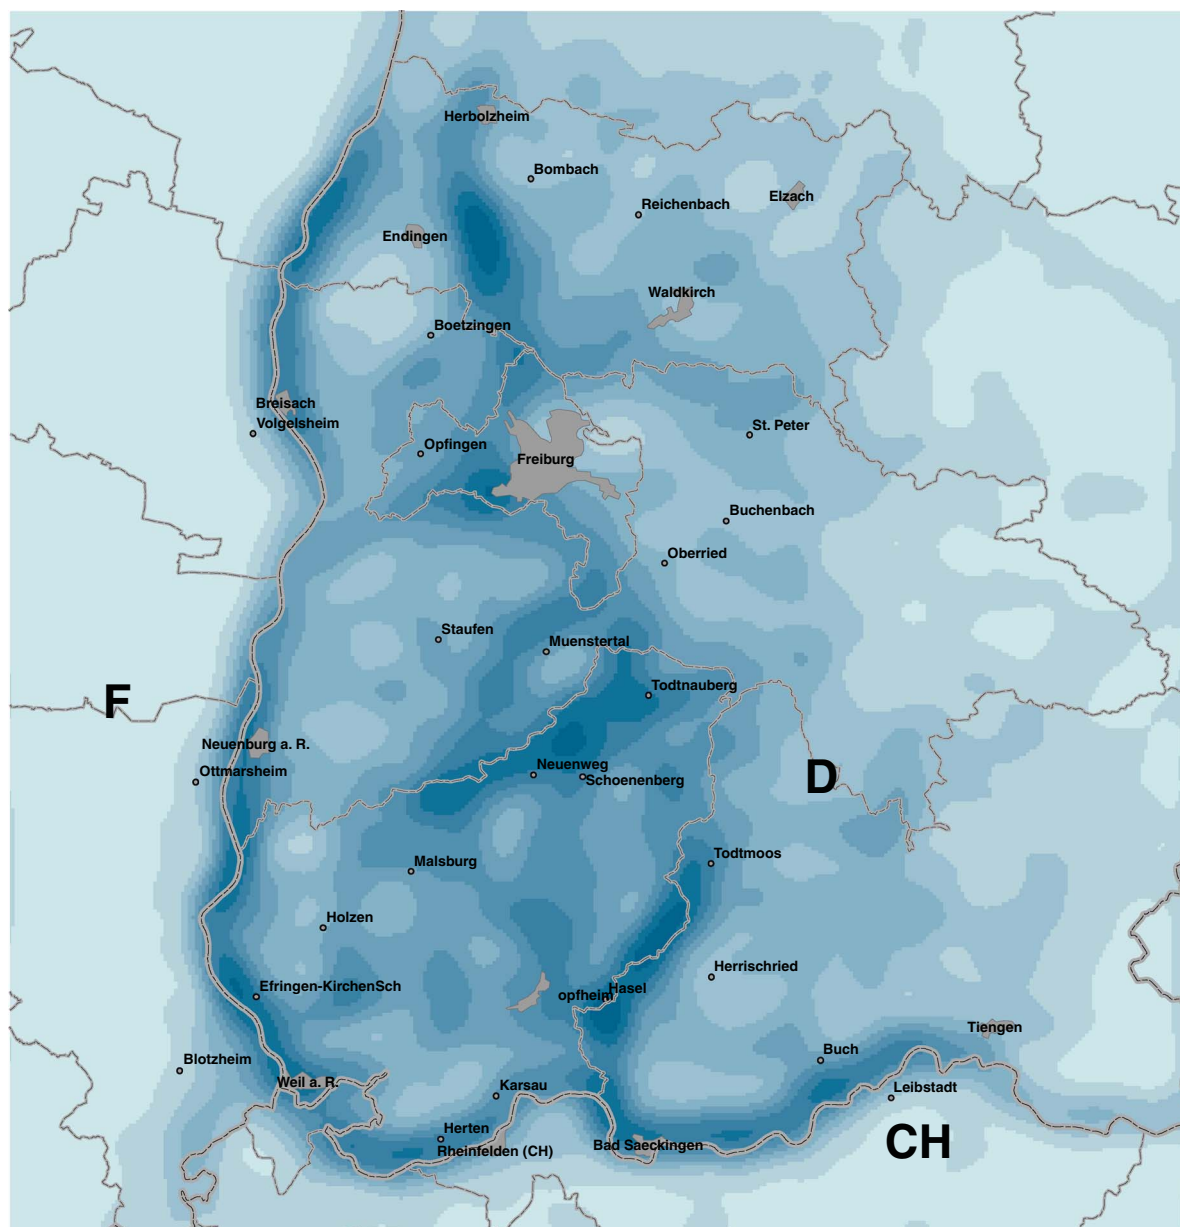 Herbolzheim
Bombach
Elzach
Reichenbach
Endingen
Waldkirch
Boetzingen
Breisach
Volgelsheim
St. Peter
Opfingen
Freiburg
Buchenbach
Oberried
Staufen
Muenstertal
F
Todtnauberg
Neuenburg a. R.
Ottmarsheim
Neuenweg
Schoenenberg
D
Malsburg
Todtmoos
Holzen
Herrischried
Efringen-KirchenSch
opfheim
Hasel
Tiengen
Blotzheim
Buch
Weil a. R.
Karsau
Leibstadt
Herten
CH
Rheinfelden (CH)
Bad Saeckingen